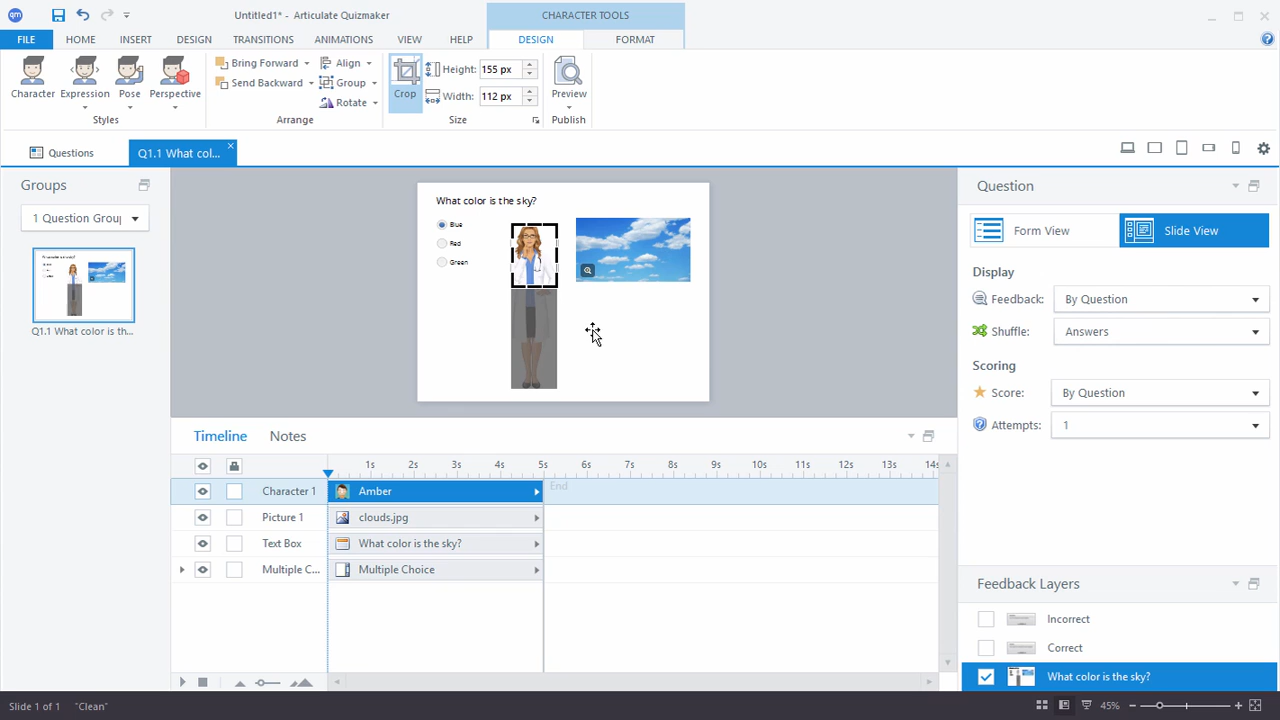 qm
Untitled1* - Articulate Quizmaker
CHARACTER TOOLS
FILE HOME INSERT DESIGN TRANSITIONS ANIMATIONS VIEW HELP DESIGN FORMAT
Character
Expression
Pose
Perspective
Styles
Bring Forward
Send Backward
Align
Group
Rotate
Arrange
Crop
Height: 155 px
Width: 112 px
Size
Preview
Publish
Questions
Q1.1 What col...
Groups
1 Question Group
Q1.1 What color is th...
What color is the sky?
Blue
Red
Green
Question
Form View
Slide View
Display
Feedback: By Question
Shuffle: Answers
Scoring
Score: By Question
Attempts: 1
Timeline Notes
1s 2s 3s 4s 5s 6s 7s 8s 9s 10s 11s 12s 13s 14s
Character 1 Amber End
Picture 1 clouds.jpg
Text Box What color is the sky?
Multiple C... Multiple Choice
Feedback Layers
Incorrect
Correct
What color is the sky?
Slide 1 of 1 "Clean" 45%